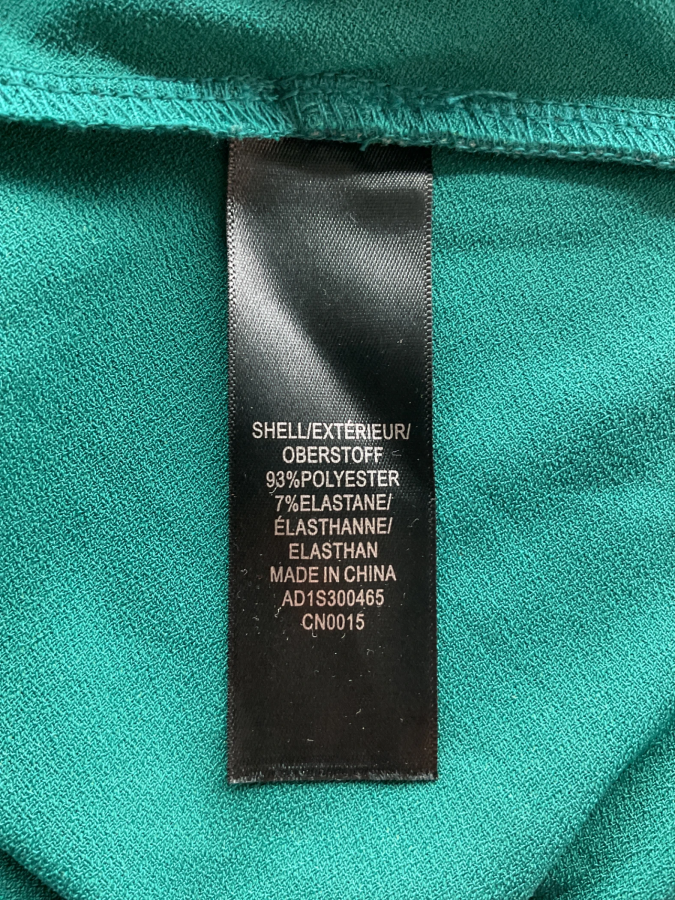 SHELL/EXTÉRIEUR/
OBERSTOFF
93%POLYESTER
7%ELASTANE/
ÉLASTHANNE/
ELASTHAN
MADE IN CHINA
AD1S300465
CN0015